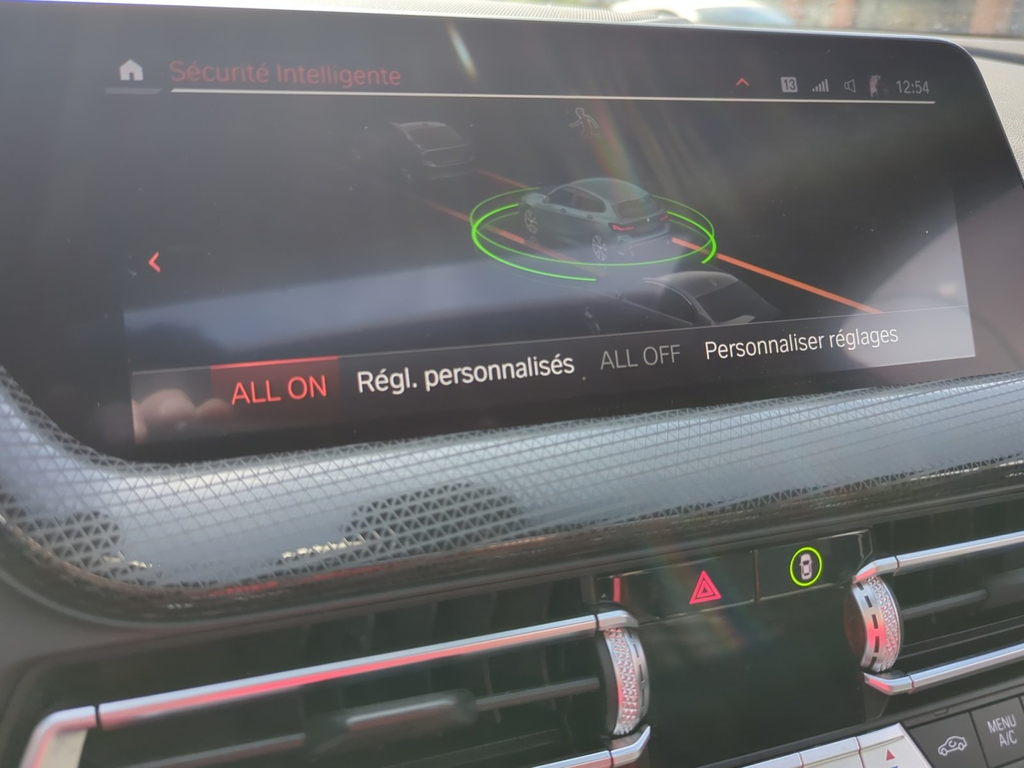 Sécurité Intelligente
13
12:54
ALL ON
Régl. personnalisés
ALL OFF
Personnaliser réglages
MENU
A/C